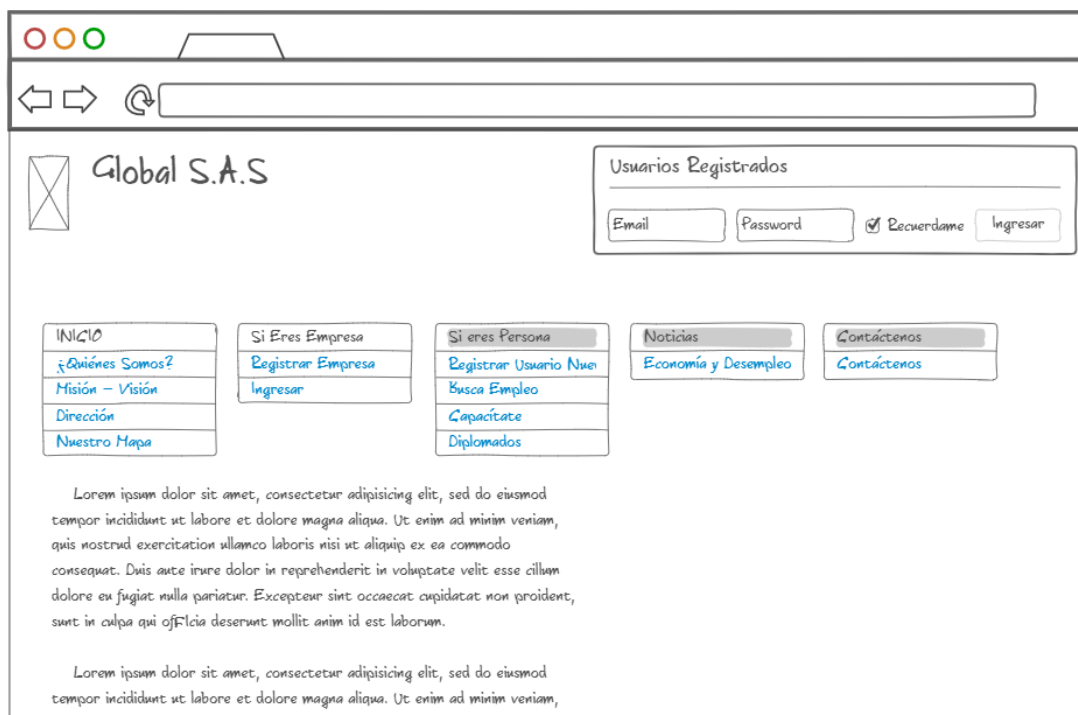 Global S.A.S
Usuarios Registrados
Email
Password
Recuerdame
Ingresar
INICIO
¿Quiénes Somos?
Misión – Visión
Dirección
Nuestro Mapa
Si Eres Empresa
Registrar Empresa
Ingresar
Si eres Persona
Registrar Usuario Nue
Busca Empleo
Capacítate
Diplomados
Noticias
Economía y Desempleo
Contáctenos
Contáctenos
Lorem ipsum dolor sit amet, consectetur adipisicing elit, sed do eiusmod
tempor incididunt ut labore et dolore magna aliqua. Ut enim ad minim veniam,
quis nostrud exercitation ullamco laboris nisi ut aliquip ex ea commodo
consequat. Duis aute irure dolor in reprehenderit in voluptate velit esse cillum
dolore eu fugiat nulla pariatur. Excepteur sint occaecat cupidatat non proident,
sunt in culpa qui officia deserunt mollit anim id est laborum.
Lorem ipsum dolor sit amet, consectetur adipisicing elit, sed do eiusmod
tempor incididunt ut labore et dolore magna aliqua. Ut enim ad minim veniam,